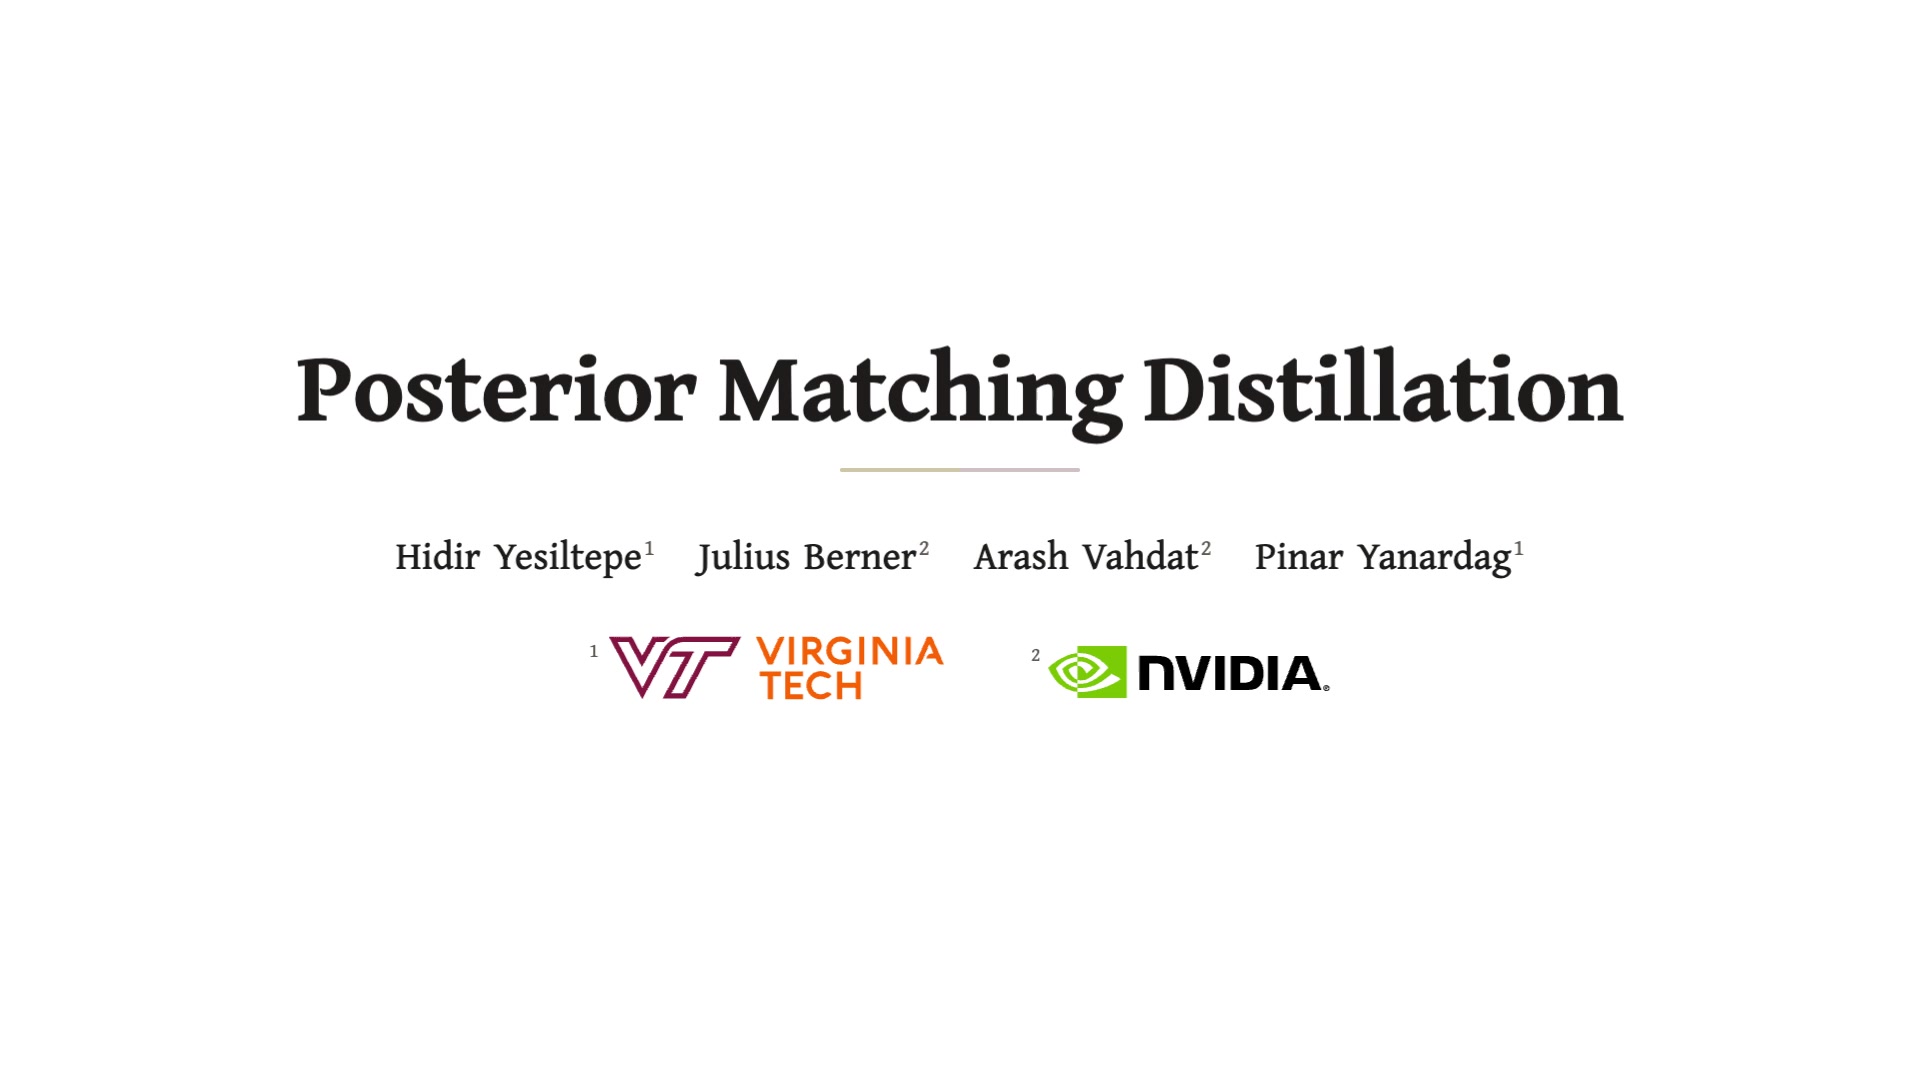 Posterior Matching Distillation
Hidir Yesiltepe¹ Julius Berner² Arash Vahdat² Pinar Yanardag¹
1 VT VIRGINIA TECH 2 NVIDIA®